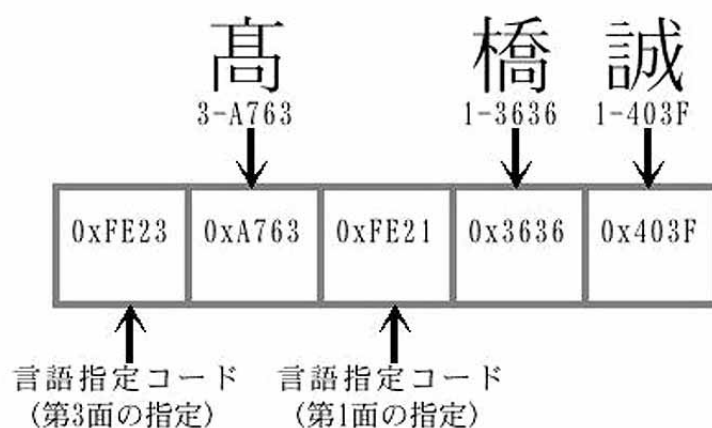 髙 橋 誠
3-A763 1-3636 1-403F
0xFE23 0xA763 0xFE21 0x3636 0x403F
言語指定コード 言語指定コード
(第3面の指定) (第1面の指定)